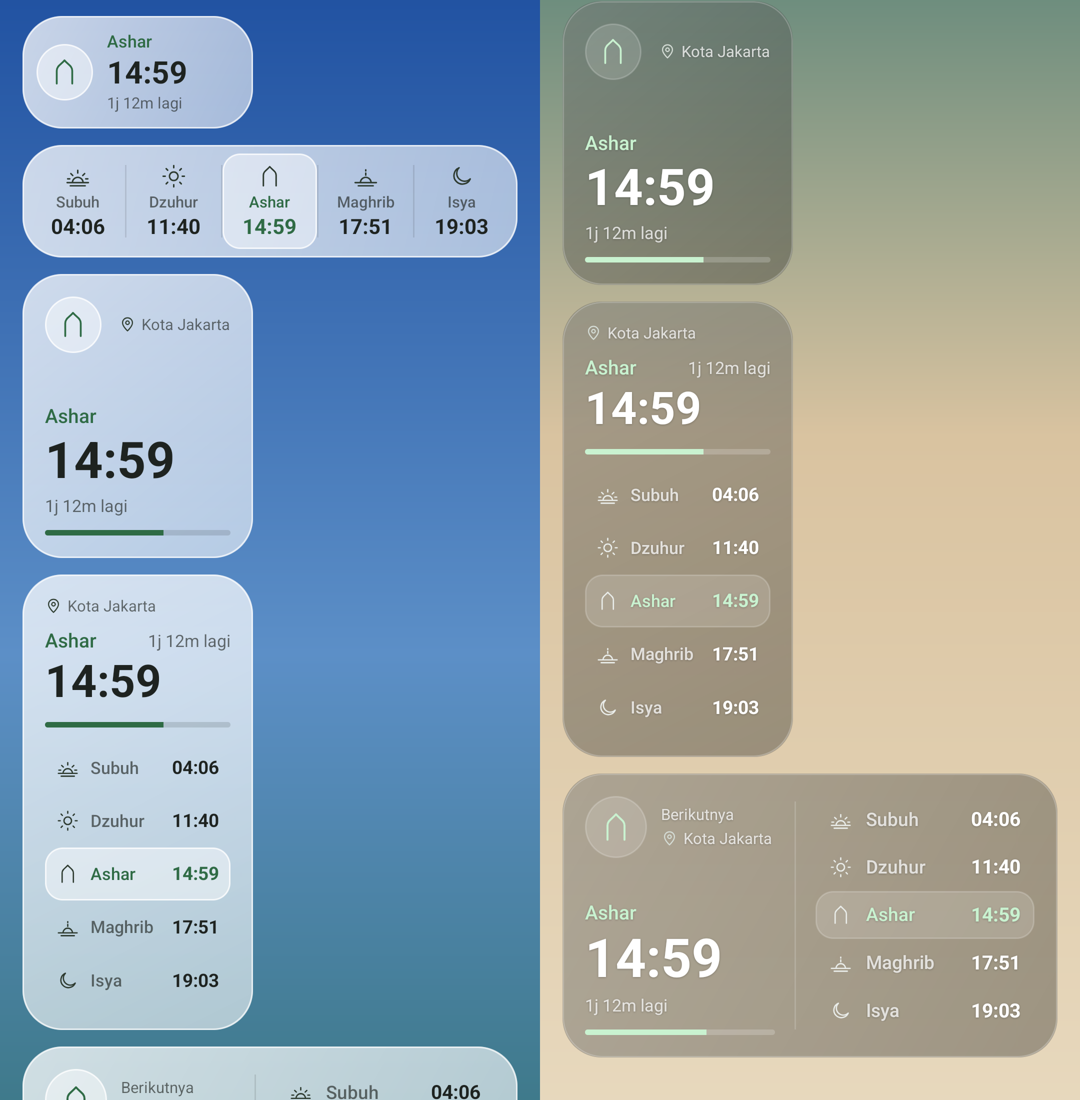 Ashar
14:59
1j 12m lagi
Subuh Dzuhur Ashar Maghrib Isya
04:06 11:40 14:59 17:51 19:03
Kota Jakarta
Ashar
14:59
1j 12m lagi
Kota Jakarta
Ashar 1j 12m lagi
14:59
Subuh 04:06
Dzuhur 11:40
Ashar 14:59
Maghrib 17:51
Isya 19:03
Berikutnya
Subuh 04:06
Kota Jakarta
Ashar
14:59
1j 12m lagi
Kota Jakarta
Ashar 1j 12m lagi
14:59
Subuh 04:06
Dzuhur 11:40
Ashar 14:59
Maghrib 17:51
Isya 19:03
Berikutnya
Kota Jakarta
Ashar
14:59
1j 12m lagi
Subuh 04:06
Dzuhur 11:40
Ashar 14:59
Maghrib 17:51
Isya 19:03